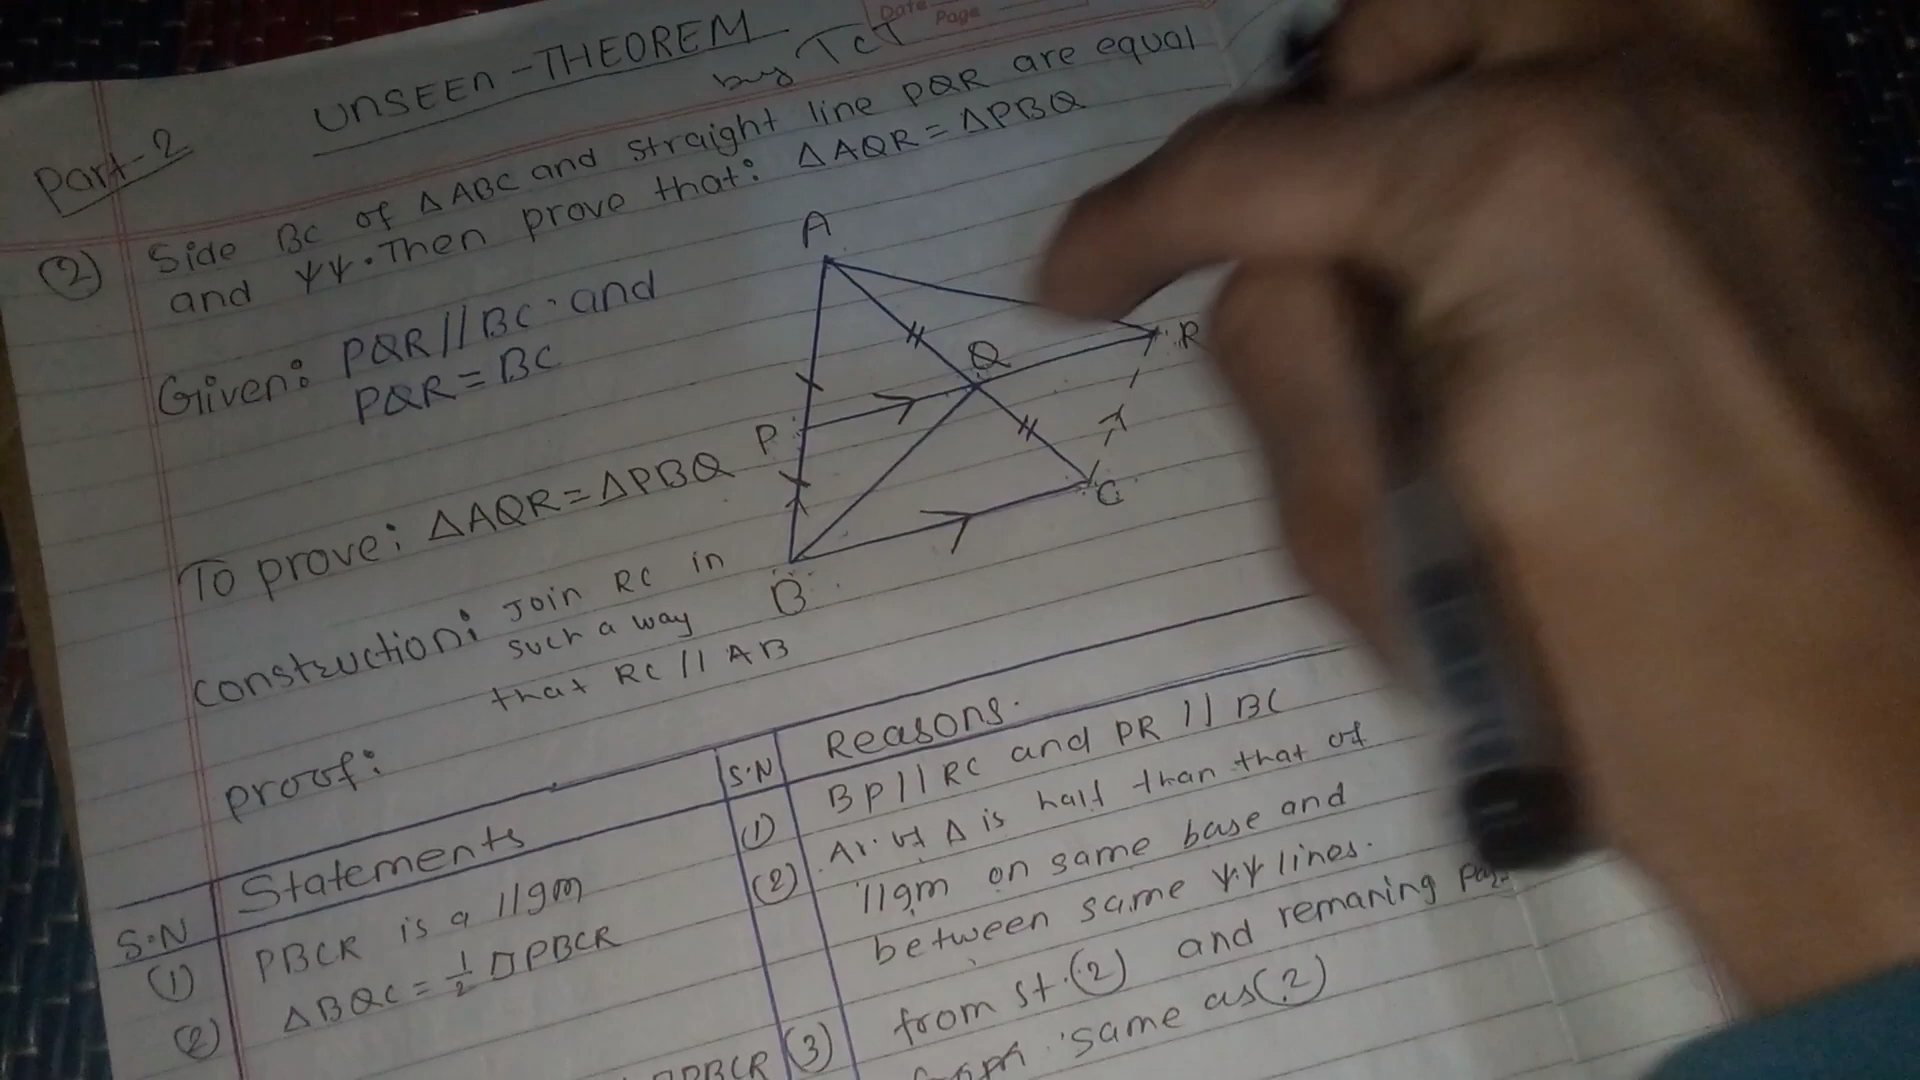 Date
Page
UNSEEN-THEOREM
by TCT
Part-2
(2) Side BC of ΔABC and straight line PQR are equal
and. Then prove that: ΔAQR = ΔPBQ
Given: PQR//BC and
PQR = BC
To prove: ΔAQR = ΔPBQ
construction: Join RC in
such a way
that RC // AB
A
R
Q
P
C
B
proof:
S.N Statements S.N Reasons.
(1) PBCR is a //gm (1) BP//RC and PR // BC
(2) ΔBQC = 1/2 ▱PBCR (2) Ar. of Δ is half than that of
//gm on same base and
between same lines.
(3) from st.(2) and remaning
same as(2)